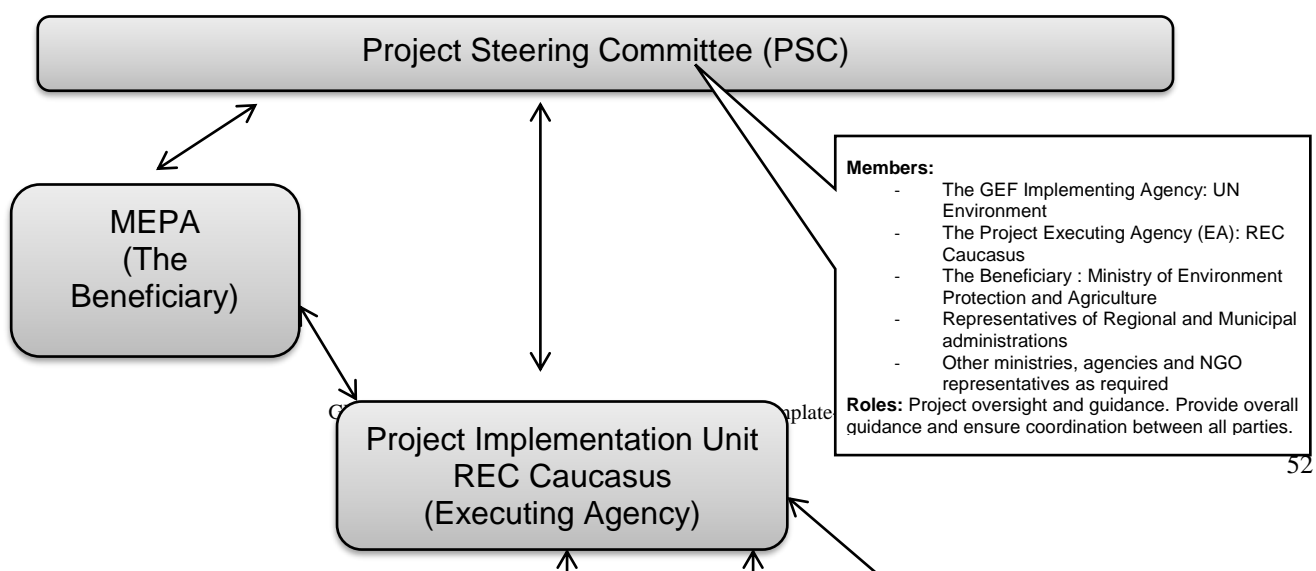 Project Steering Committee (PSC)
MEPA
(The
Beneficiary)
Members:
- The GEF Implementing Agency: UN
Environment
- The Project Executing Agency (EA): REC
Caucasus
- The Beneficiary : Ministry of Environment
Protection and Agriculture
- Representatives of Regional and Municipal
administrations
- Other ministries, agencies and NGO
representatives as required
Roles: Project oversight and guidance. Provide overall
guidance and ensure coordination between all parties.
52
Project Implementation Unit
REC Caucasus
(Executing Agency)